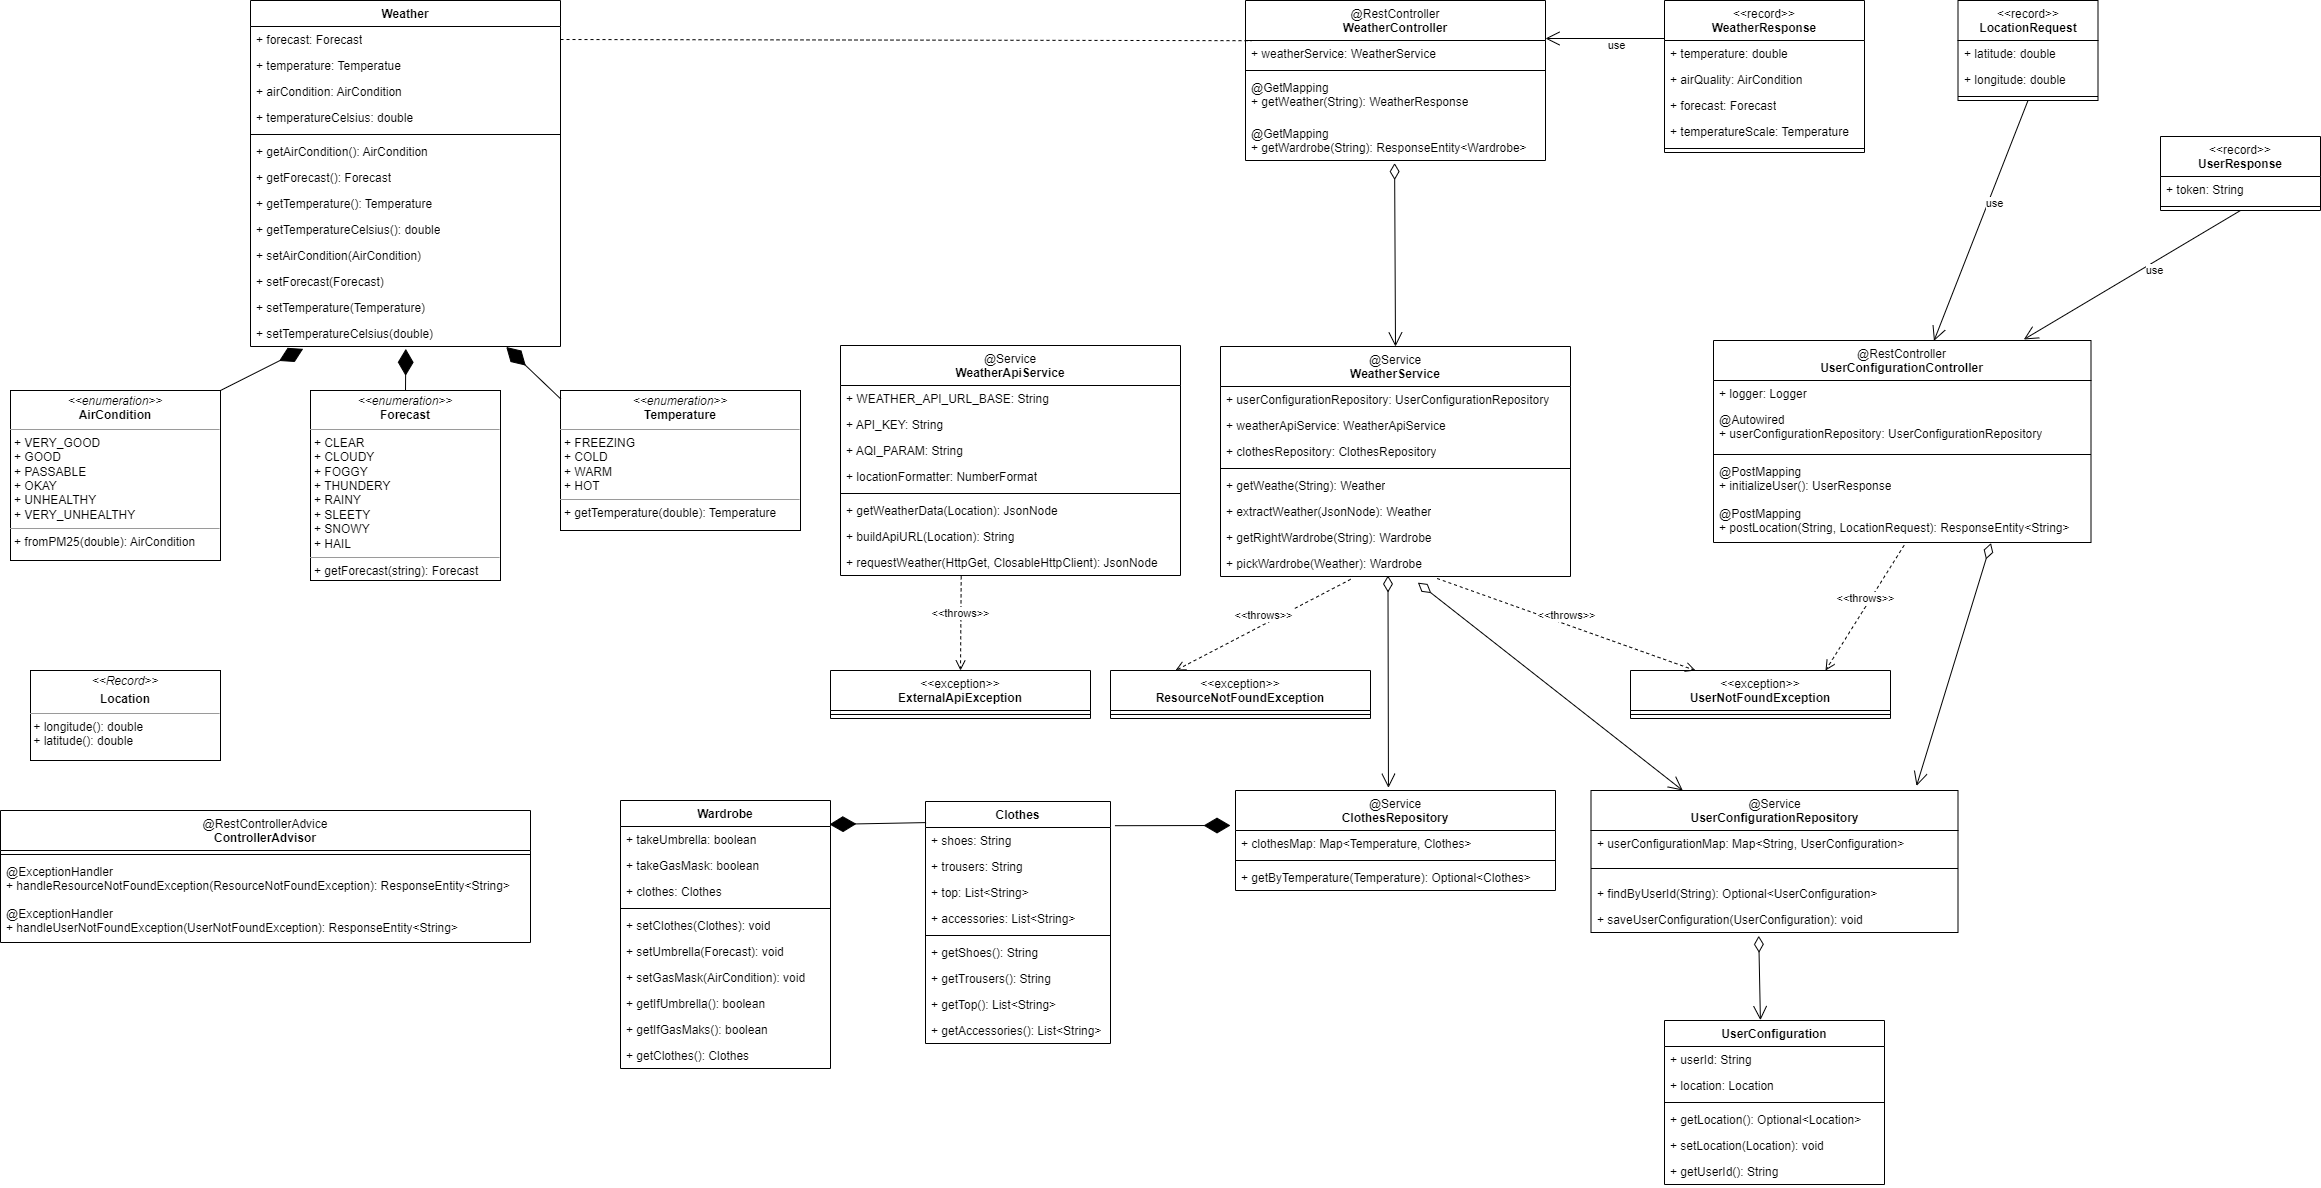 Weather
+ forecast: Forecast
+ temperature: Temperatue
+ airCondition: AirCondition
+ temperatureCelsius: double
+ getAirCondition(): AirCondition
+ getForecast(): Forecast
+ getTemperature(): Temperature
+ getTemperatureCelsius(): double
+ setAirCondition(AirCondition)
+ setForecast(Forecast)
+ setTemperature(Temperature)
+ setTemperatureCelsius(double)
@RestController
WeatherController
+ weatherService: WeatherService
@GetMapping
+ getWeather(String): WeatherResponse
@GetMapping
+ getWardrobe(String): ResponseEntity<Wardrobe>
use
<<record>>
WeatherResponse
+ temperature: double
+ airQuality: AirCondition
+ forecast: Forecast
+ temperatureScale: Temperature
<<record>>
LocationRequest
+ latitude: double
+ longitude: double
use
<<record>>
UserResponse
+ token: String
use
<<enumeration>>
AirCondition
+ VERY_GOOD
+ GOOD
+ PASSABLE
+ OKAY
+ UNHEALTHY
+ VERY_UNHEALTHY
+ fromPM25(double): AirCondition
<<enumeration>>
Forecast
+ CLEAR
+ CLOUDY
+ FOGGY
+ THUNDERY
+ RAINY
+ SLEETY
+ SNOWY
+ HAIL
+ getForecast(string): Forecast
<<enumeration>>
Temperature
+ FREEZING
+ COLD
+ WARM
+ HOT
+ getTemperature(double): Temperature
@Service
WeatherApiService
+ WEATHER_API_URL_BASE: String
+ API_KEY: String
+ AQI_PARAM: String
+ locationFormatter: NumberFormat
+ getWeatherData(Location): JsonNode
+ buildApiURL(Location): String
+ requestWeather(HttpGet, ClosableHttpClient): JsonNode
@Service
WeatherService
+ userConfigurationRepository: UserConfigurationRepository
+ weatherApiService: WeatherApiService
+ clothesRepository: ClothesRepository
+ getWeathe(String): Weather
+ extractWeather(JsonNode): Weather
+ getRightWardrobe(String): Wardrobe
+ pickWardrobe(Weather): Wardrobe
@RestController
UserConfigurationController
+ logger: Logger
@Autowired
+ userConfigurationRepository: UserConfigurationRepository
@PostMapping
+ initializeUser(): UserResponse
@PostMapping
+ postLocation(String, LocationRequest): ResponseEntity<String>
<<throws>>
<<throws>>
<<throws>>
<<throws>>
<<Record>>
Location
+ longitude(): double
+ latitude(): double
<<exception>>
ExternalApiException
<<exception>>
ResourceNotFoundException
<<exception>>
UserNotFoundException
@RestControllerAdvice
ControllerAdvisor
@ExceptionHandler
+ handleResourceNotFoundException(ResourceNotFoundException): ResponseEntity<String>
@ExceptionHandler
+ handleUserNotFoundException(UserNotFoundException): ResponseEntity<String>
Wardrobe
+ takeUmbrella: boolean
+ takeGasMask: boolean
+ clothes: Clothes
+ setClothes(Clothes): void
+ setUmbrella(Forecast): void
+ setGasMask(AirCondition): void
+ getIfUmbrella(): boolean
+ getIfGasMaks(): boolean
+ getClothes(): Clothes
Clothes
+ shoes: String
+ trousers: String
+ top: List<String>
+ accessories: List<String>
+ getShoes(): String
+ getTrousers(): String
+ getTop(): List<String>
+ getAccessories(): List<String>
@Service
ClothesRepository
+ clothesMap: Map<Temperature, Clothes>
+ getByTemperature(Temperature): Optional<Clothes>
@Service
UserConfigurationRepository
+ userConfigurationMap: Map<String, UserConfiguration>
+ findByUserId(String): Optional<UserConfiguration>
+ saveUserConfiguration(UserConfiguration): void
UserConfiguration
+ userId: String
+ location: Location
+ getLocation(): Optional<Location>
+ setLocation(Location): void
+ getUserId(): String